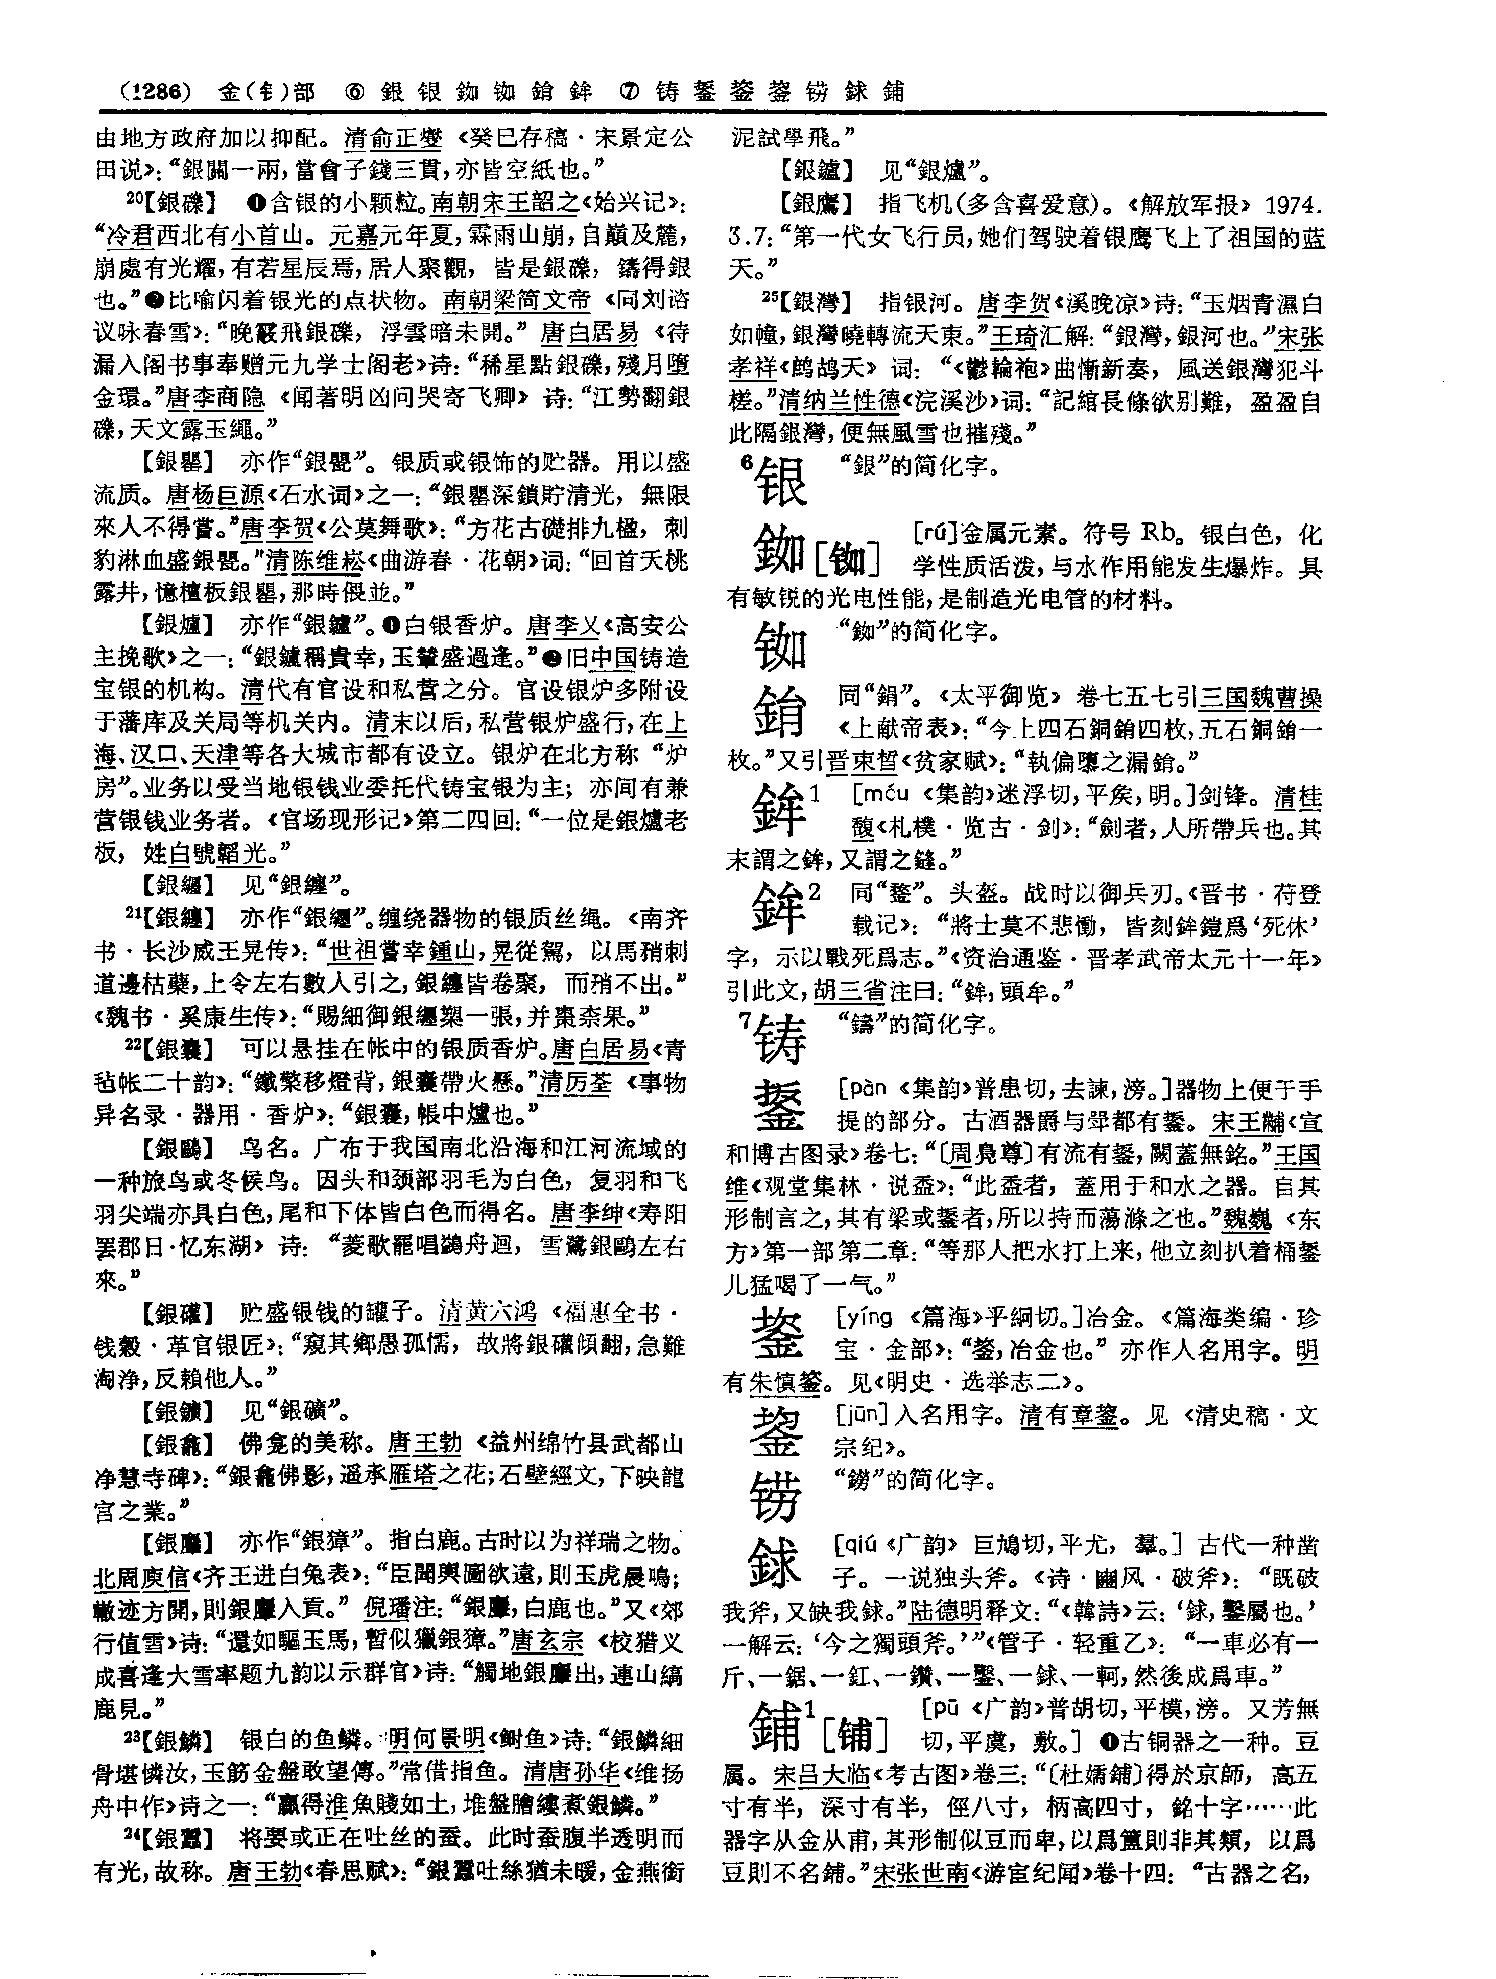 (1286) 金(钅)部 ⑥ 銀 银 銣 铷 銷 鉾 ⑦ 铸 鋬 蓥 鋆 铹 銶 鋪
由地方政府加以抑配。清俞正燮《癸巳存稿·宋景定公
田说》：“銀關一兩，當會子錢三貫，亦皆空紙也。”
20【銀礫】 ❶含银的小颗粒。南朝宋王韶之《始兴记》：
“冷君西北有小首山。元嘉元年夏，霖雨山崩，自巔及麓，
崩處有光耀，有若星辰焉，居人聚觀，皆是銀礫，鑄得銀
也。”❷比喻闪着银光的点状物。南朝梁简文帝《同刘谘
议咏春雪》：“晚霰飛銀礫，浮雲暗未開。”唐白居易《待
漏入阁书事奉赠元九学士阁老》诗：“稀星點銀礫，殘月墮
金環。”唐李商隐《闻著明凶问哭寄飞卿》诗：“江勢翻銀
礫，天文露玉繩。”
【銀罌】 亦作“銀甖”。银质或银饰的贮器。用以盛
流质。唐杨巨源《石水词》之一：“銀罌深鎖貯清光，無限
來人不得嘗。”唐李贺《公莫舞歌》：“方花古礎排九楹，刺
豹淋血盛銀甖。”清陈维崧《曲游春·花朝》词：“回首夭桃
露井，憶檀板銀罌，那時偎並。”
【銀爐】 亦作“銀鑪”。❶白银香炉。唐李乂《高安公
主挽歌》之一：“銀鑪稱貴幸，玉輦盛過逢。”❷旧中国铸造
宝银的机构。清代有官设和私营之分。官设银炉多附设
于藩库及关局等机关内。清末以后，私营银炉盛行，在上
海、汉口、天津等各大城市都有设立。银炉在北方称“炉
房”。业务以受当地银钱业委托代铸宝银为主；亦间有兼
营银钱业务者。《官场现形记》第二四回：“一位是銀爐老
板，姓白號韜光。”
【銀緾】 见“銀纏”。
21【銀纏】 亦作“銀緾”。缠绕器物的银质丝绳。《南齐
书·长沙威王晃传》：“世祖嘗幸鍾山，晃從駕，以馬矟刺
道邊枯蘗，上令左右數人引之，銀纏皆卷聚，而矟不出。”
《魏书·奚康生传》：“賜細御銀緾槊一張，并棗柰果。”
22【銀囊】 可以悬挂在帐中的银质香炉。唐白居易《青
毡帐二十韵》：“鐵檠移燈背，銀囊帶火懸。”清厉荃《事物
异名录·器用·香炉》：“銀囊，帳中爐也。”
【銀鷗】 鸟名。广布于我国南北沿海和江河流域的
一种旅鸟或冬候鸟。因头和颈部羽毛为白色，复羽和飞
羽尖端亦具白色，尾和下体皆白色而得名。唐李绅《寿阳
罢郡日·忆东湖》诗：“菱歌罷唱鷁舟迴，雪鷺銀鷗左右
來。”
【銀礶】 贮盛银钱的罐子。清黄六鸿《福惠全书·
钱穀·革官银匠》：“窺其鄉愚孤懦，故將銀礶傾翻，急難
淘净，反賴他人。”
【銀鑛】 见“銀礦”。
【銀龕】 佛龛的美称。唐王勃《益州绵竹县武都山
净慧寺碑》：“銀龕佛影，遥承雁塔之花；石壁經文，下映龍
宫之業。”
【銀麞】 亦作“銀獐”。指白鹿。古时以为祥瑞之物。
北周庾信《齐王进白兔表》：“臣聞輿圖欲遠，則玉虎晨鳴；
轍迹方開，則銀麞入貢。”倪璠注：“銀麞，白鹿也。”又《郊
行值雪》诗：“還如驅玉馬，暫似獵銀獐。”唐玄宗《校猎义
成喜逢大雪率题九韵以示群官》诗：“觸地銀麞出，連山縞
鹿見。”
23【銀鱗】 银白的鱼鳞。明何景明《鲥鱼》诗：“銀鱗細
骨堪憐汝，玉筯金盤敢望傳。”常借指鱼。清唐孙华《维扬
舟中作》诗之一：“贏得淮魚賤如土，堆盤膾縷煮銀鱗。”
24【銀蠶】 将要或正在吐丝的蚕。此时蚕腹半透明而
有光，故称。唐王勃《春思赋》：“銀蠶吐絲猶未暖，金燕銜
泥試學飛。”
【銀鑪】 见“銀爐”。
【銀鷹】 指飞机（多含喜爱意）。《解放军报》1974.
3.7：“第一代女飞行员，她们驾驶着银鹰飞上了祖国的蓝
天。”
25【銀灣】 指银河。唐李贺《溪晚凉》诗：“玉烟青濕白
如幢，銀灣曉轉流天東。”王琦汇解：“銀灣，銀河也。”宋张
孝祥《鹧鸪天》词：“《鬱輪袍》曲慚新奏，風送銀灣犯斗
槎。”清纳兰性德《浣溪沙》词：“記綰長條欲别難，盈盈自
此隔銀灣，便無風雪也摧殘。”
6银 “銀”的简化字。
銣[铷] [rú]金属元素。符号 Rb。银白色，化
学性质活泼，与水作用能发生爆炸。具
有敏锐的光电性能，是制造光电管的材料。
铷 “銣”的简化字。
同“鋗”。《太平御览》卷七五七引三国魏曹操
《上献帝表》：“今上四石銅鋗四枚，五石銅鋗一
枚。”又引晋束晳《贫家赋》：“執偏隳之漏鋗。”
鉾1 [móu 《集韵》迷浮切，平矦，明。]剑锋。清桂
馥《札樸·览古·剑》：“劍者，人所帶兵也。其
末謂之鉾，又謂之鏠。”
鉾2 同“鍪”。头盔。战时以御兵刃。《晋书·苻登
载记》：“將士莫不悲慟，皆刻鉾鎧爲‘死休’
字，示以戰死爲志。”《资治通鉴·晋孝武帝太元十一年》
引此文，胡三省注曰：“鉾，頭牟。”
7铸 “鑄”的简化字。
鋬 [pàn 《集韵》普患切，去諫，滂。]器物上便于手
提的部分。古酒器爵与斝都有鋬。宋王黼《宣
和博古图录》卷七：“〔周鳧尊〕有流有鋬，闕蓋無銘。”王国
维《观堂集林·说盉》：“此盉者，蓋用于和水之器。自其
形制言之，其有梁或鋬者，所以持而蕩滌之也。”魏巍《东
方》第一部第二章：“等那人把水打上来，他立刻扒着桶鋬
儿猛喝了一气。”
[yíng 《篇海》乎絅切。]冶金。《篇海类编·珍
宝·金部》：“蓥，冶金也。”亦作人名用字。明
有朱慎蓥。见《明史·选举志二》。
鋆 [jūn]人名用字。清有章鋆。见《清史稿·文
宗纪》。
铹 “鐒”的简化字。
銶 [qiú 《广韵》巨鳩切，平尤，羣。]古代一种凿
子。一说独头斧。《诗·豳风·破斧》：“既破
我斧，又缺我銶。”陆德明释文：“《韓詩》云：‘銶，鑿屬也。’
一解云：‘今之獨頭斧。’”《管子·轻重乙》：“一車必有一
斤、一鋸、一釭、一鑽、一鑿、一銶、一軻，然後成爲車。”
鋪1[铺] [pū 《广韵》普胡切，平模，滂。又芳無
切，平虞，敷。]❶古铜器之一种。豆
属。宋吕大临《考古图》卷三：“〔杜嬬鋪〕得於京師，高五
寸有半，深寸有半，徑八寸，柄高四寸，銘十字……此
器字从金从甫，其形制似豆而卑，以爲簠則非其類，以爲
豆則不名鋪。”宋张世南《游宦纪闻》卷十四：“古器之名，